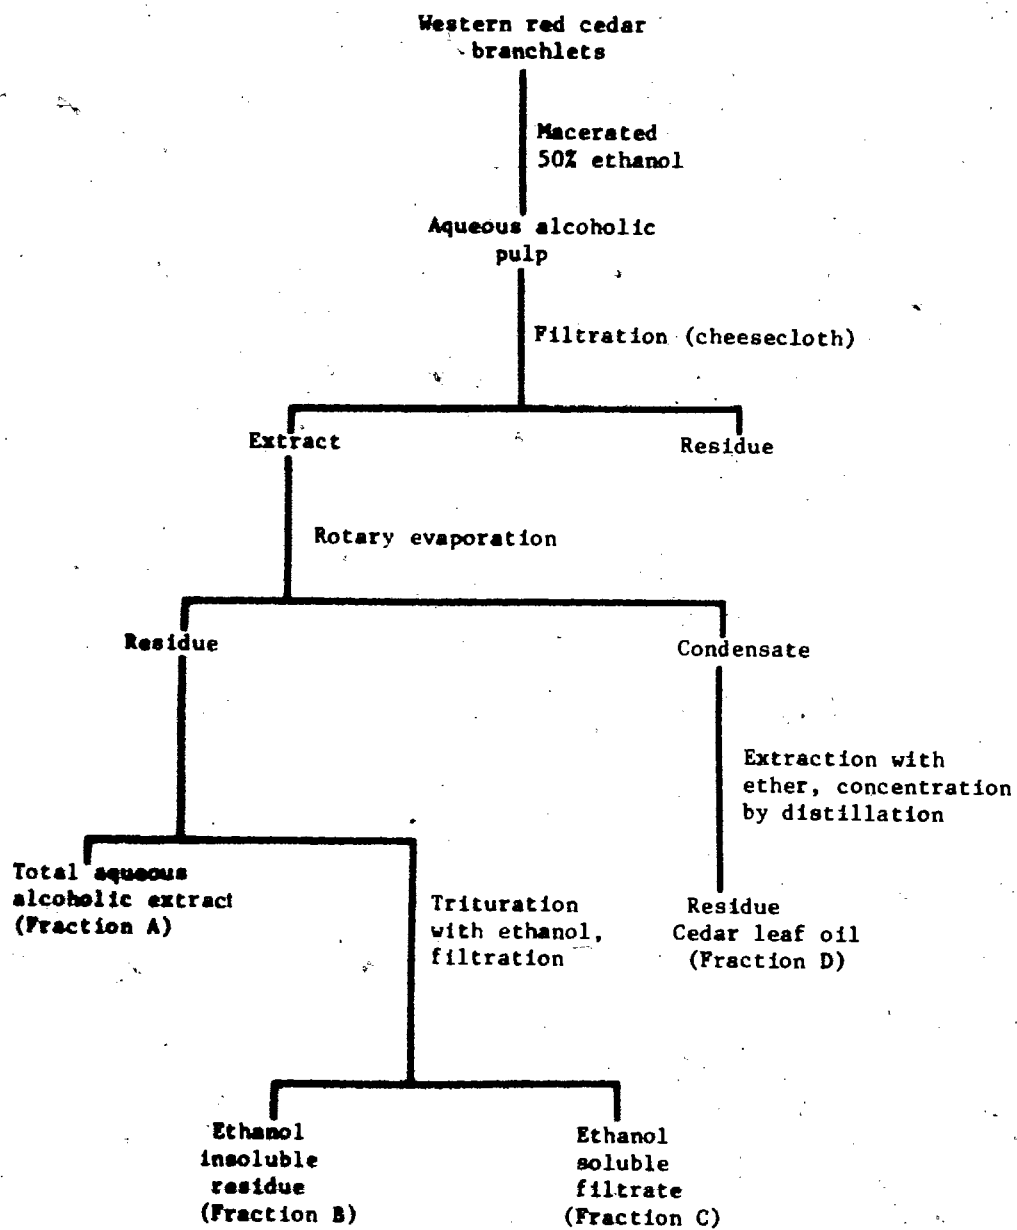 Western red cedar
branchlets
Macerated
50% ethanol
Aqueous alcoholic
pulp
Filtration (cheesecloth)
Extract
Residue
Rotary evaporation
Residue
Condensate
Extraction with
ether, concentration
by distillation
Total aqueous
alcoholic extract
(Fraction A)
Trituration
with ethanol,
filtration
Residue
Cedar leaf oil
(Fraction D)
Ethanol
insoluble
residue
(Fraction B)
Ethanol
soluble
filtrate
(Fraction C)